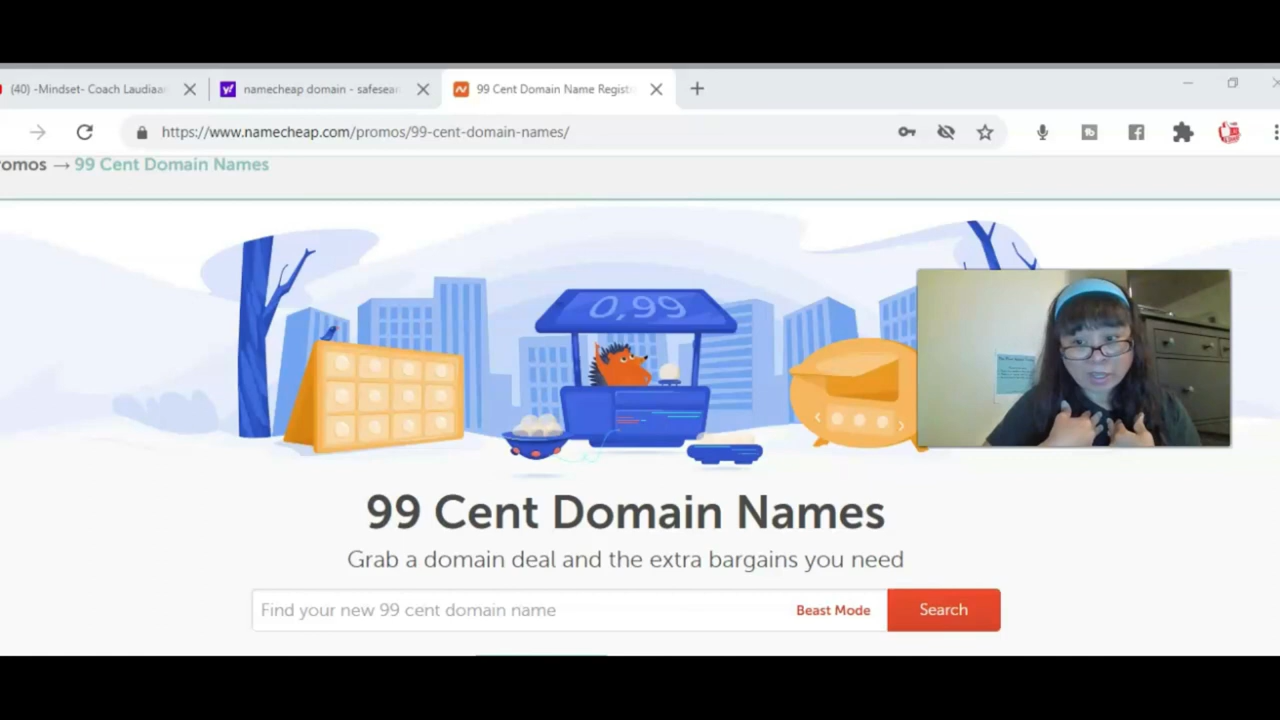 (40) -Mindset- Coach Laudiaa
namecheap domain - safesear
99 Cent Domain Name Registr
https://www.namecheap.com/promos/99-cent-domain-names/
omos → 99 Cent Domain Names
0,99
99 Cent Domain Names
Grab a domain deal and the extra bargains you need
Find your new 99 cent domain name
Beast Mode
Search